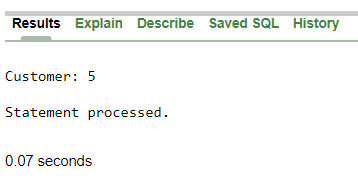 Results Explain Describe Saved SQL History
Customer: 5
Statement processed.
0.07 seconds